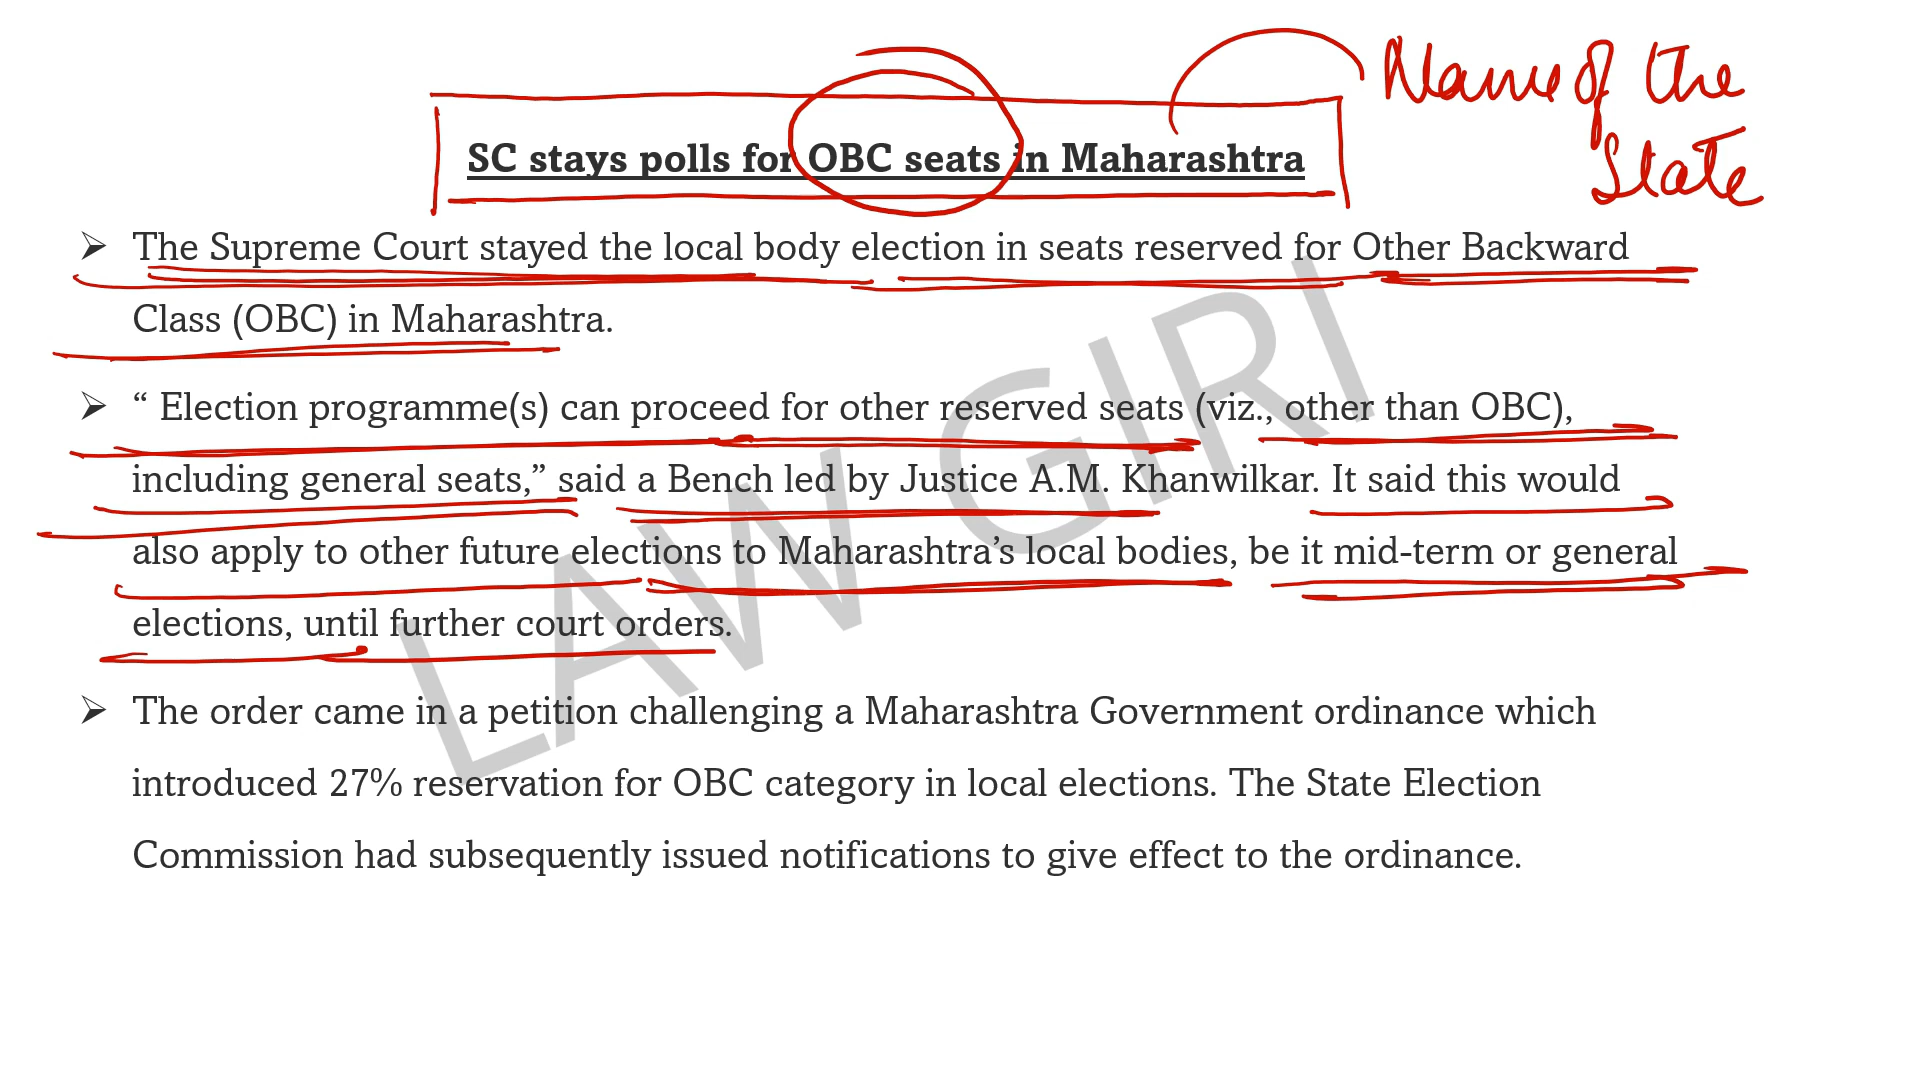 Name of the
State
SC stays polls for OBC seats in Maharashtra
➢ The Supreme Court stayed the local body election in seats reserved for Other Backward
Class (OBC) in Maharashtra.
➢ “ Election programme(s) can proceed for other reserved seats (viz., other than OBC),
including general seats,” said a Bench led by Justice A.M. Khanwilkar. It said this would
also apply to other future elections to Maharashtra’s local bodies, be it mid-term or general
elections, until further court orders.
➢ The order came in a petition challenging a Maharashtra Government ordinance which
introduced 27% reservation for OBC category in local elections. The State Election
Commission had subsequently issued notifications to give effect to the ordinance.
LAW GIRI